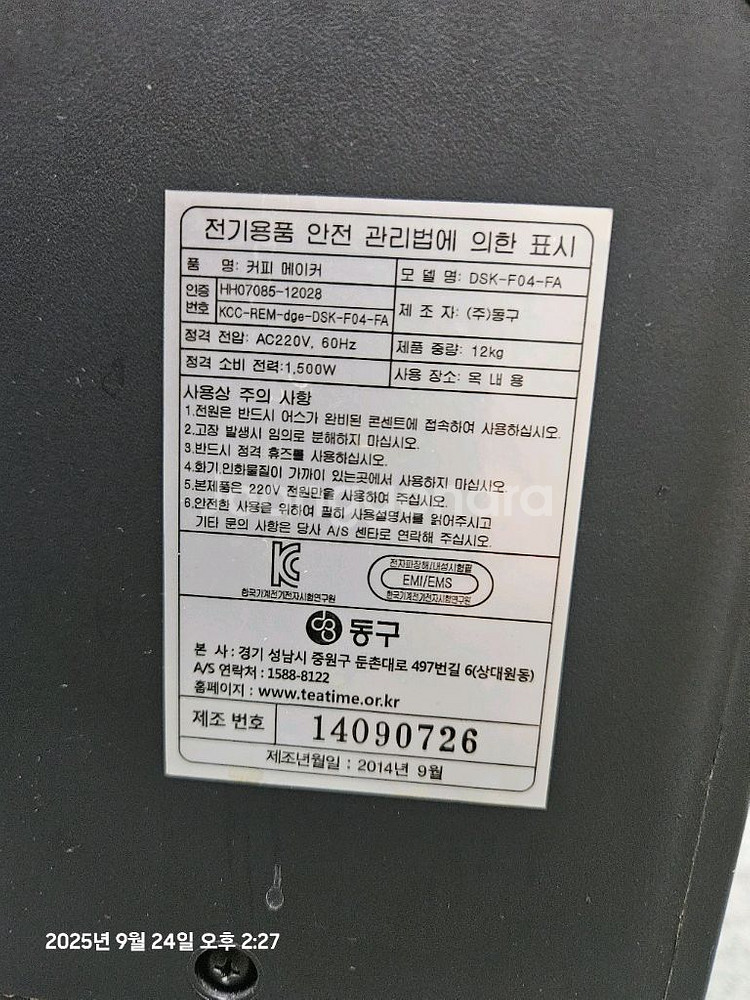 전기용품 안전 관리법에 의한 표시
품 명: 커피 메이커
모 델 명: DSK-F04-FA
인증 번호
HH07085-12028
KCC-REM-dge-DSK-F04-FA
제 조 자: (주)동구
정격 전압: AC220V, 60Hz
제품 중량: 12kg
정격 소비 전력:1,500W
사용 장소: 옥 내 용
사용상 주의 사항
1.전원은 반드시 어스가 완비된 콘센트에 접속하여 사용하십시오.
2.고장 발생시 임의로 분해하지 마십시오.
3.반드시 정격 휴즈를 사용하십시오.
4.화기.인화물질이 가까이 있는곳에서 사용하지 마십시오.
5.본제품은 220V 전원만을 사용하여 주십시오.
6.안전한 사용을 위하여 필히 사용설명서를 읽어주시고
기타 문의 사항은 당사 A/S 센타로 연락해 주십시오.
한국기계전기전자시험연구원
전자파장해/내성시험필
EMI/EMS
한국기계전기전자시험연구원
동구
본 사 : 경기 성남시 중원구 둔촌대로 497번길 6(상대원동)
A/S 연락처 : 1588-8122
홈페이지 : www.teatime.or.kr
제조 번호
14090726
제조년월일 : 2014년 9월
2025년 9월 24일 오후 2:27